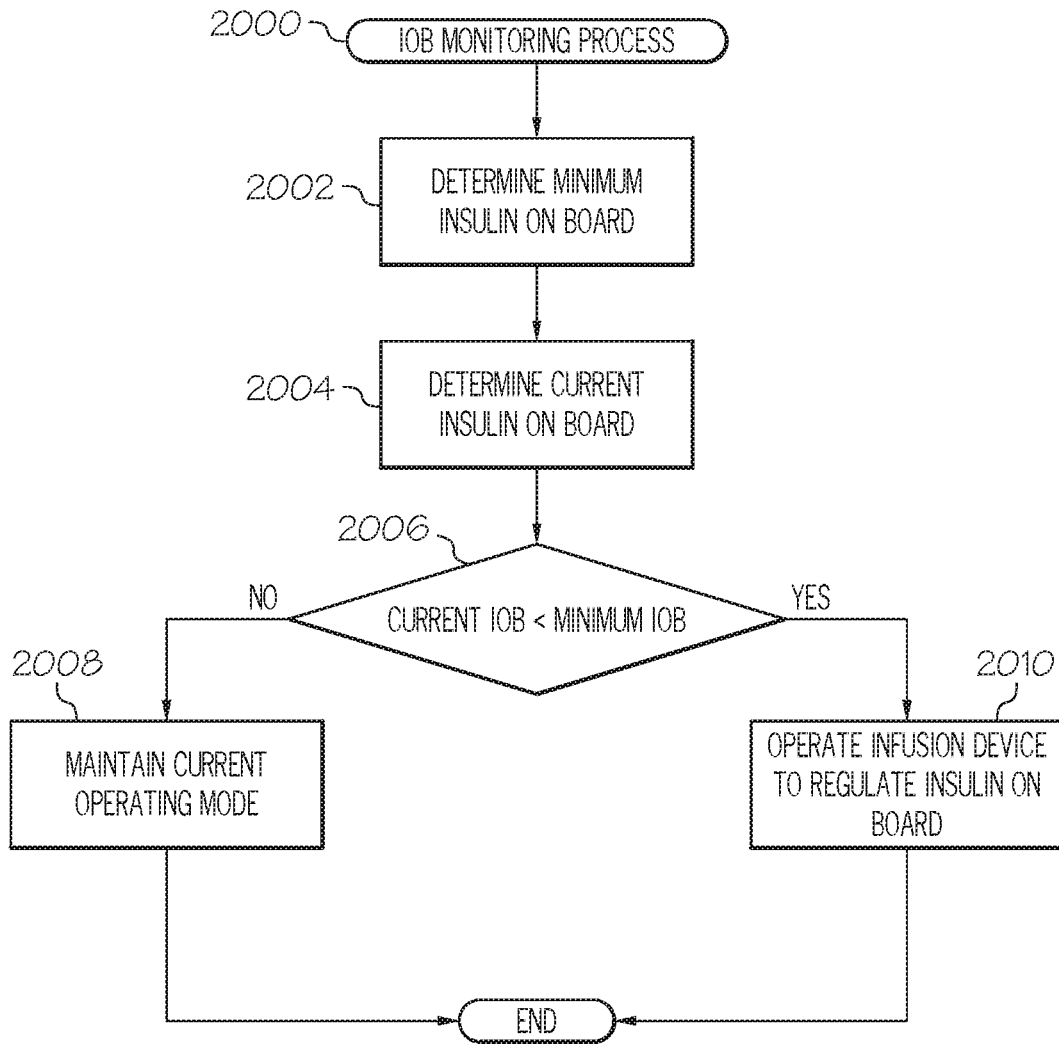 2000
IOB MONITORING PROCESS
2002
DETERMINE MINIMUM
INSULIN ON BOARD
2004
DETERMINE CURRENT
INSULIN ON BOARD
2006
NO
CURRENT IOB < MINIMUM IOB
YES
2008
MAINTAIN CURRENT
OPERATING MODE
2010
OPERATE INFUSION DEVICE
TO REGULATE INSULIN ON
BOARD
END